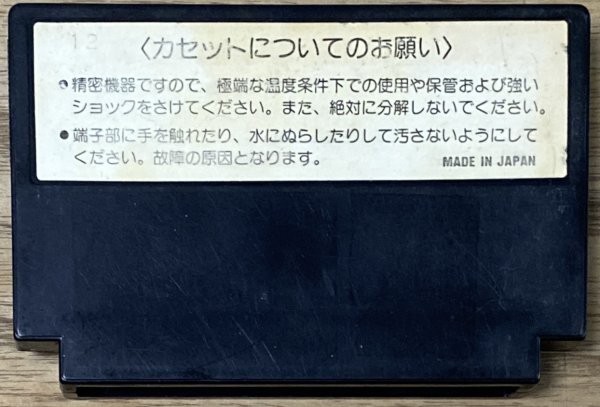 12
〈カセットについてのお願い〉
●精密機器ですので、極端な温度条件下での使用や保管および強い
ショックをさけてください。また、絶対に分解しないでください。
●端子部に手を触れたり、水にぬらしたりして汚さないようにして
ください。故障の原因となります。
MADE IN JAPAN